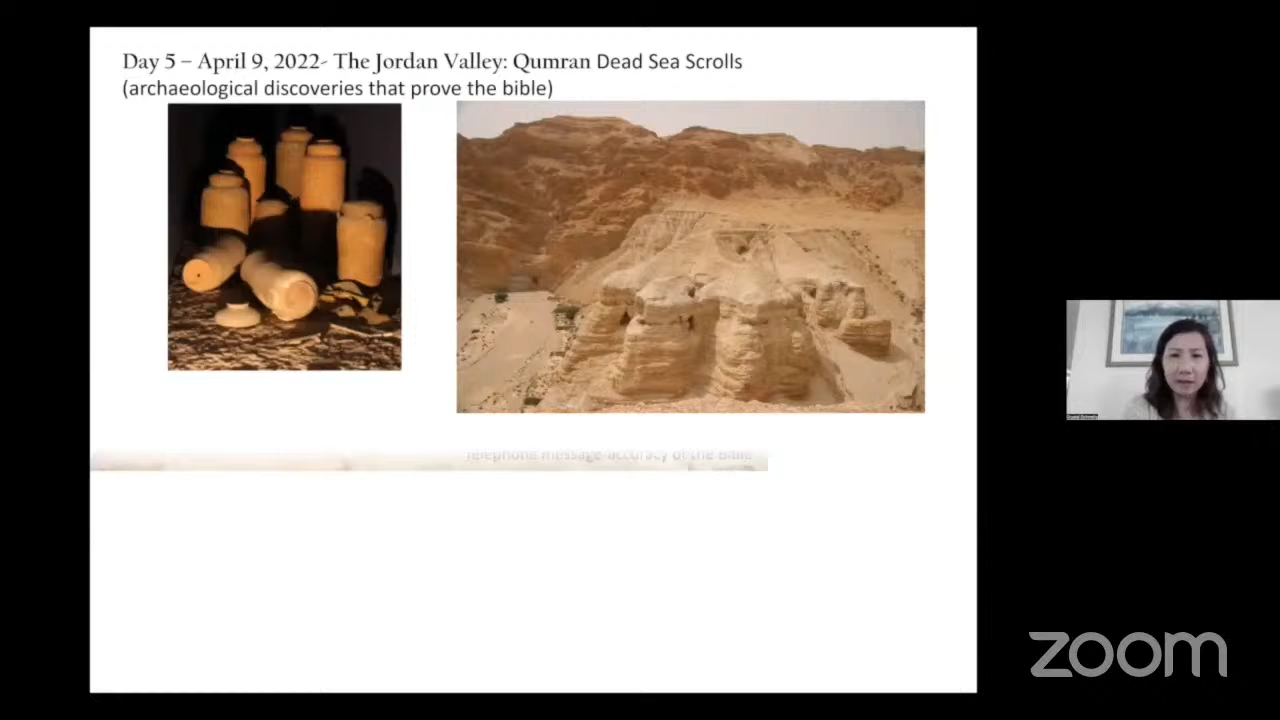 Day 5 – April 9, 2022- The Jordan Valley: Qumran Dead Sea Scrolls
(archaeological discoveries that prove the bible)
Telephone message-accuracy of the Bible
zoom